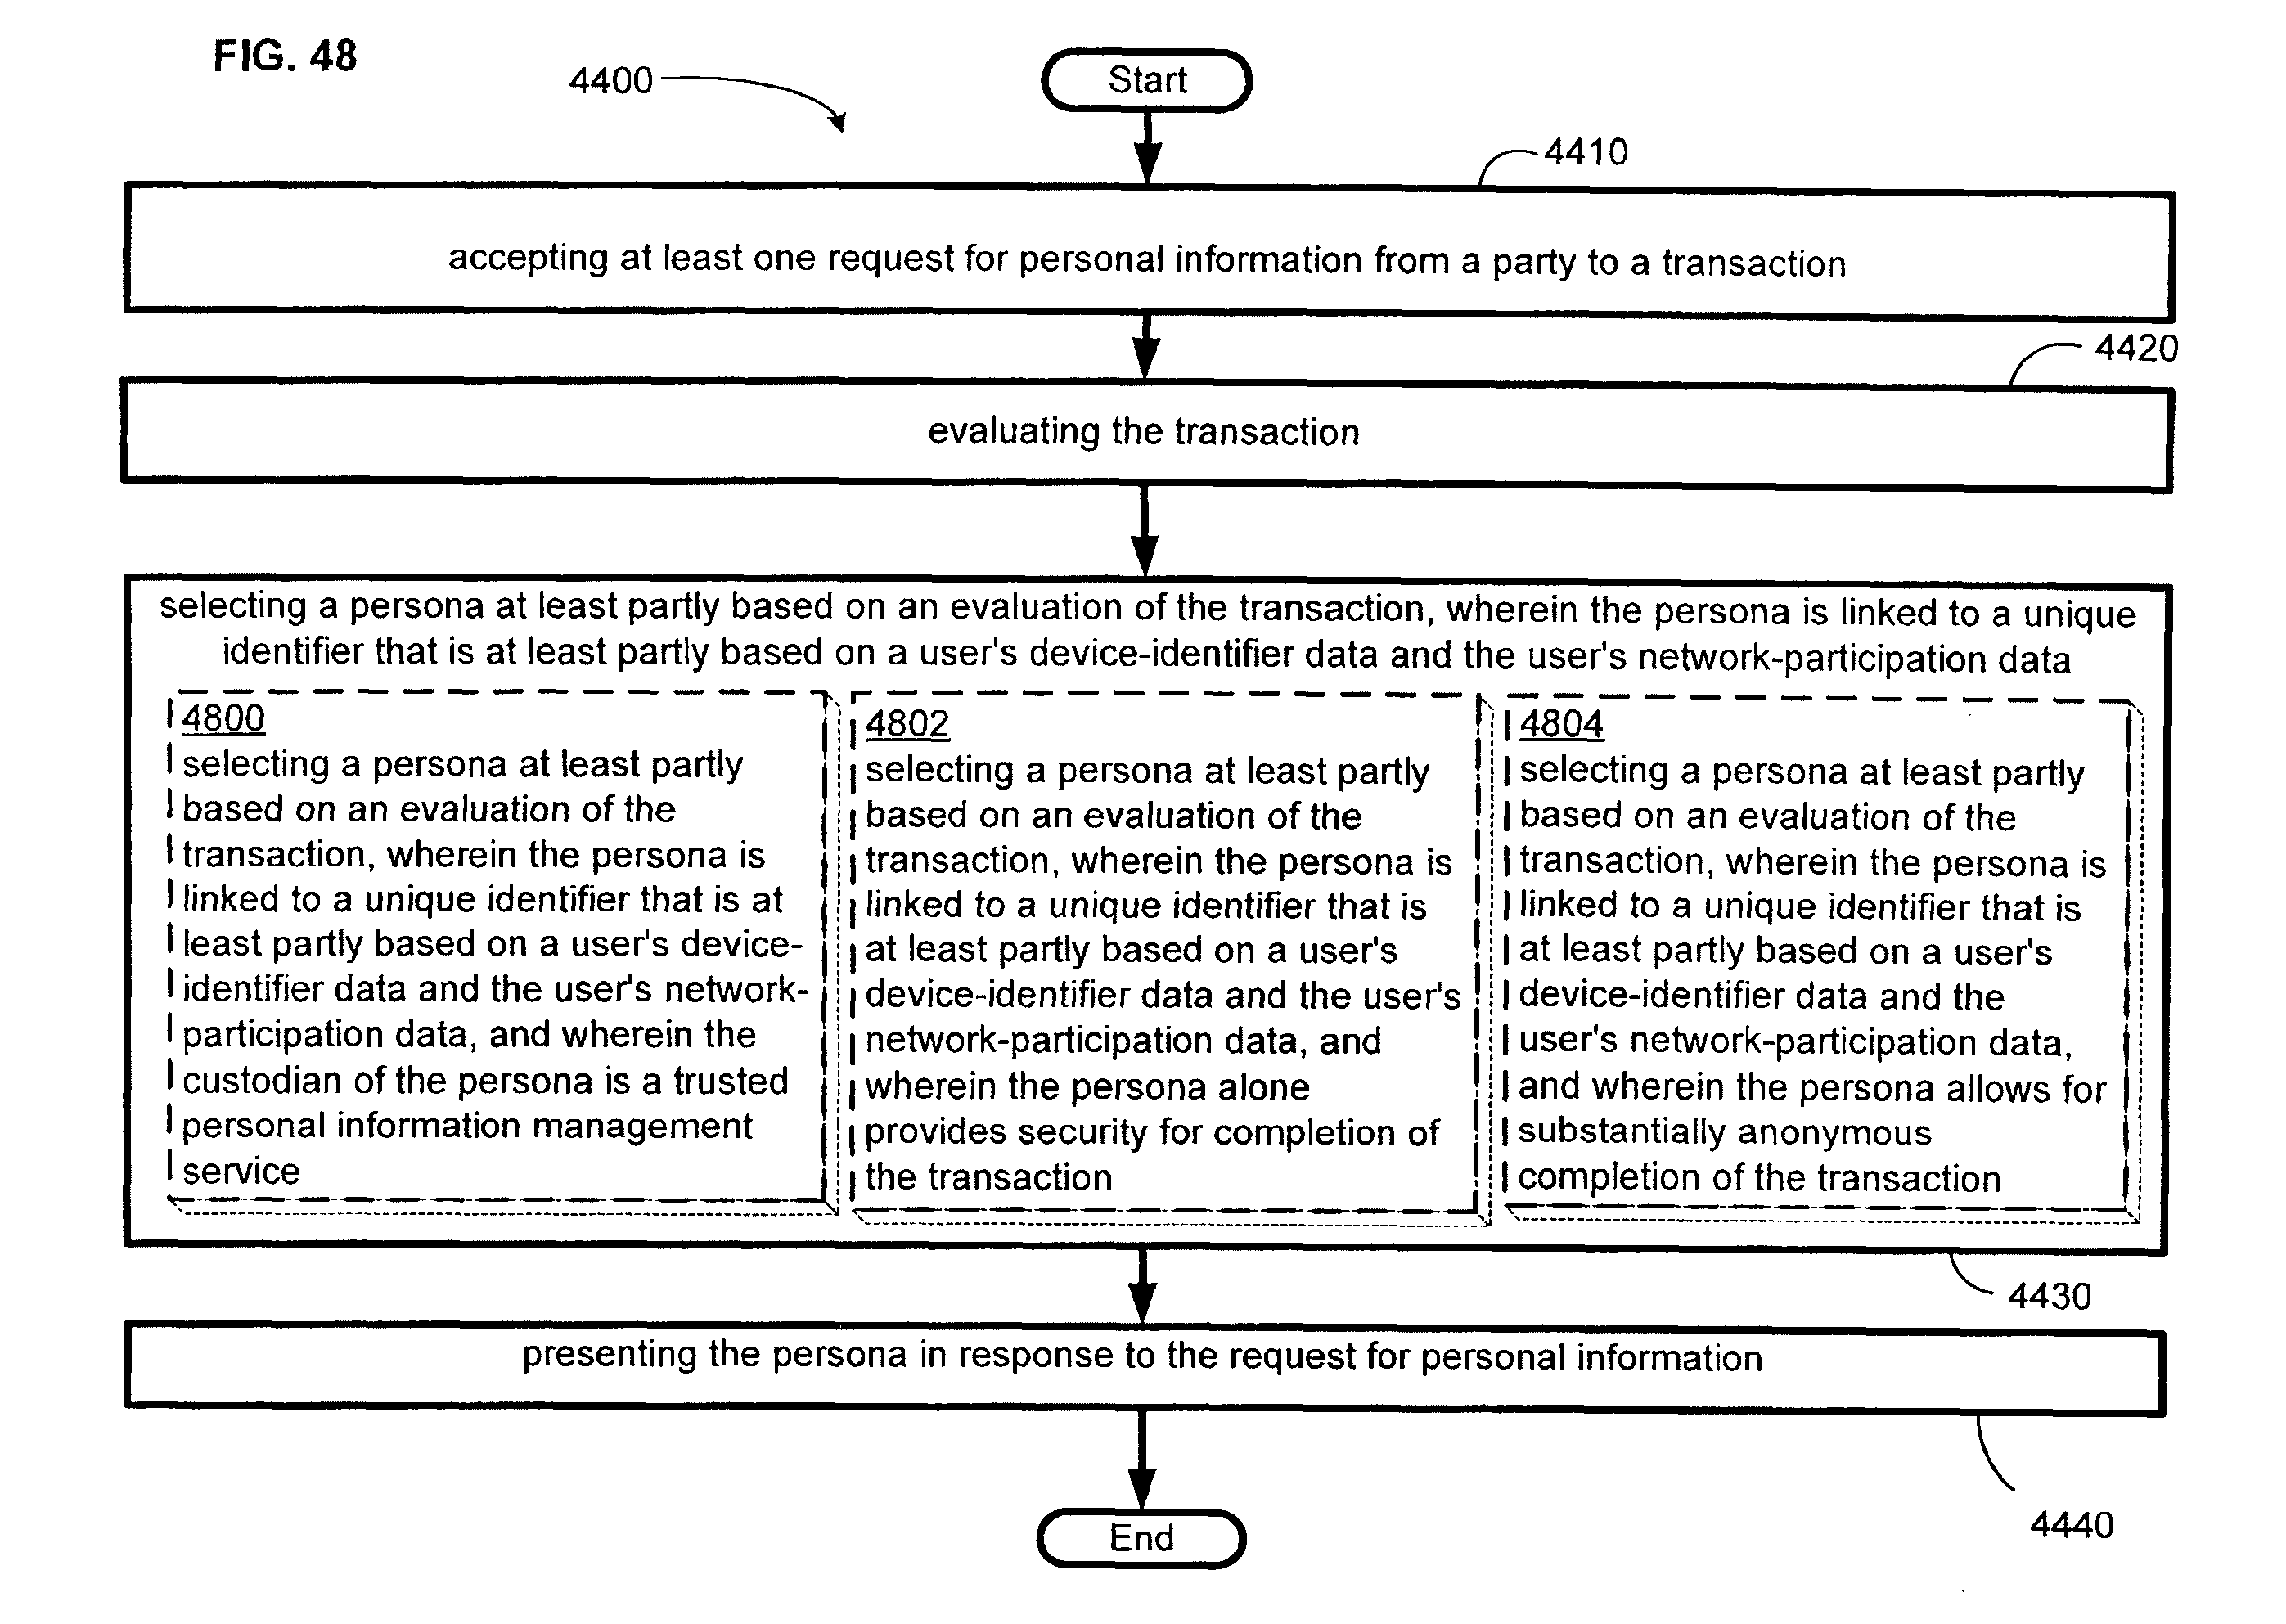 FIG. 48
4400
Start
4410
accepting at least one request for personal information from a party to a transaction
4420
evaluating the transaction
selecting a persona at least partly based on an evaluation of the transaction, wherein the persona is linked to a unique
identifier that is at least partly based on a user's device-identifier data and the user's network-participation data
4800
selecting a persona at least partly
based on an evaluation of the
transaction, wherein the persona is
linked to a unique identifier that is at
least partly based on a user's device-
identifier data and the user's network-
participation data, and wherein the
custodian of the persona is a trusted
personal information management
service
4802
selecting a persona at least partly
based on an evaluation of the
transaction, wherein the persona is
linked to a unique identifier that is
at least partly based on a user's
device-identifier data and the user's
network-participation data, and
wherein the persona alone
provides security for completion of
the transaction
4804
selecting a persona at least partly
based on an evaluation of the
transaction, wherein the persona is
linked to a unique identifier that is
at least partly based on a user's
device-identifier data and the
user's network-participation data,
and wherein the persona allows for
substantially anonymous
completion of the transaction
4430
presenting the persona in response to the request for personal information
4440
End